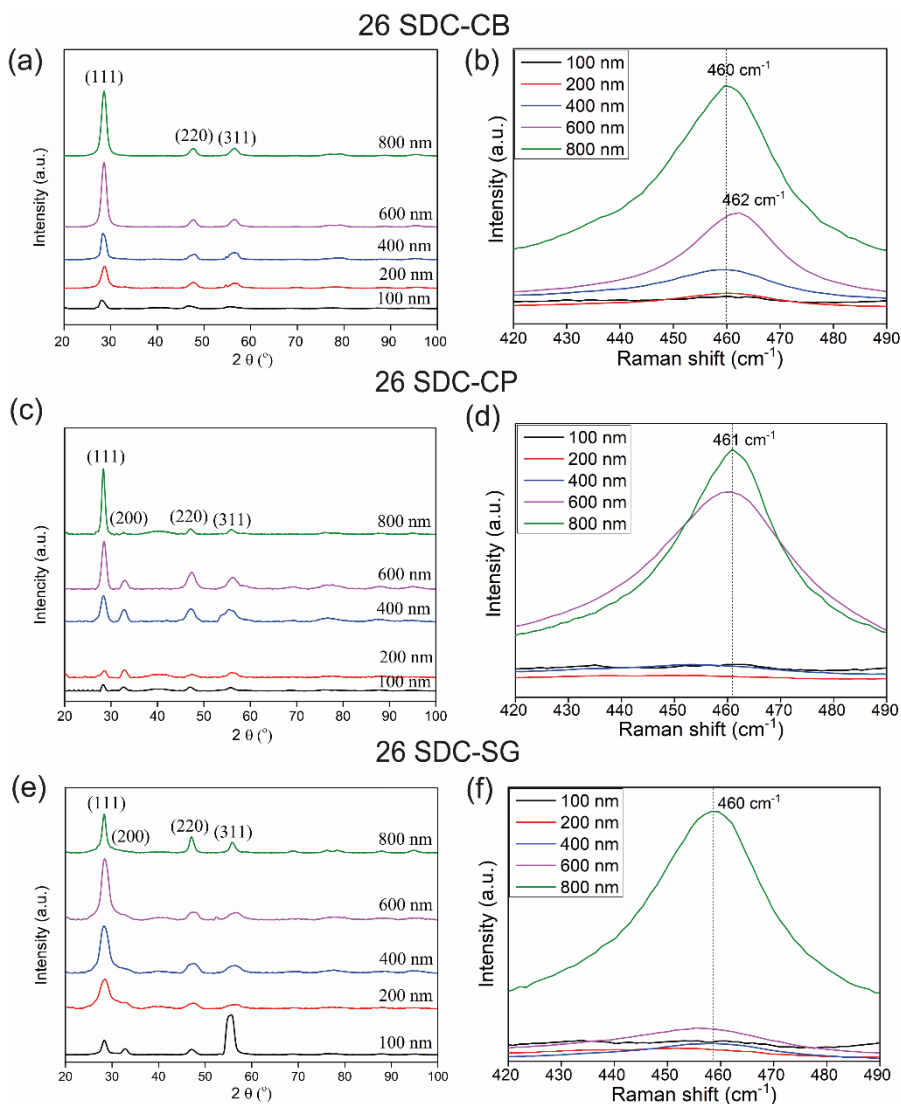 26 SDC-CB
(a)
(111)
(220)
(311)
800 nm
600 nm
400 nm
200 nm
100 nm
Intensity (a.u.)
20 30 40 50 60 70 80 90 100
2 θ (°)
(b)
100 nm
200 nm
400 nm
600 nm
800 nm
460 cm-1
462 cm-1
Intensity (a.u.)
420 430 440 450 460 470 480 490
Raman shift (cm-1)
26 SDC-CP
(c)
(111)
(200)
(220)
(311)
800 nm
600 nm
400 nm
200 nm
100 nm
Intencity (a.u.)
20 30 40 50 60 70 80 90 100
2 θ (°)
(d)
100 nm
200 nm
400 nm
600 nm
800 nm
461 cm-1
Intensity (a.u.)
420 430 440 450 460 470 480 490
Raman shift (cm-1)
26 SDC-SG
(e)
(111)
(200)
(220)
(311)
800 nm
600 nm
400 nm
200 nm
100 nm
Intensity (a.u.)
20 30 40 50 60 70 80 90 100
2 θ (°)
(f)
100 nm
200 nm
400 nm
600 nm
800 nm
460 cm-1
Intensity (a.u.)
420 430 440 450 460 470 480 490
Raman shift (cm-1)